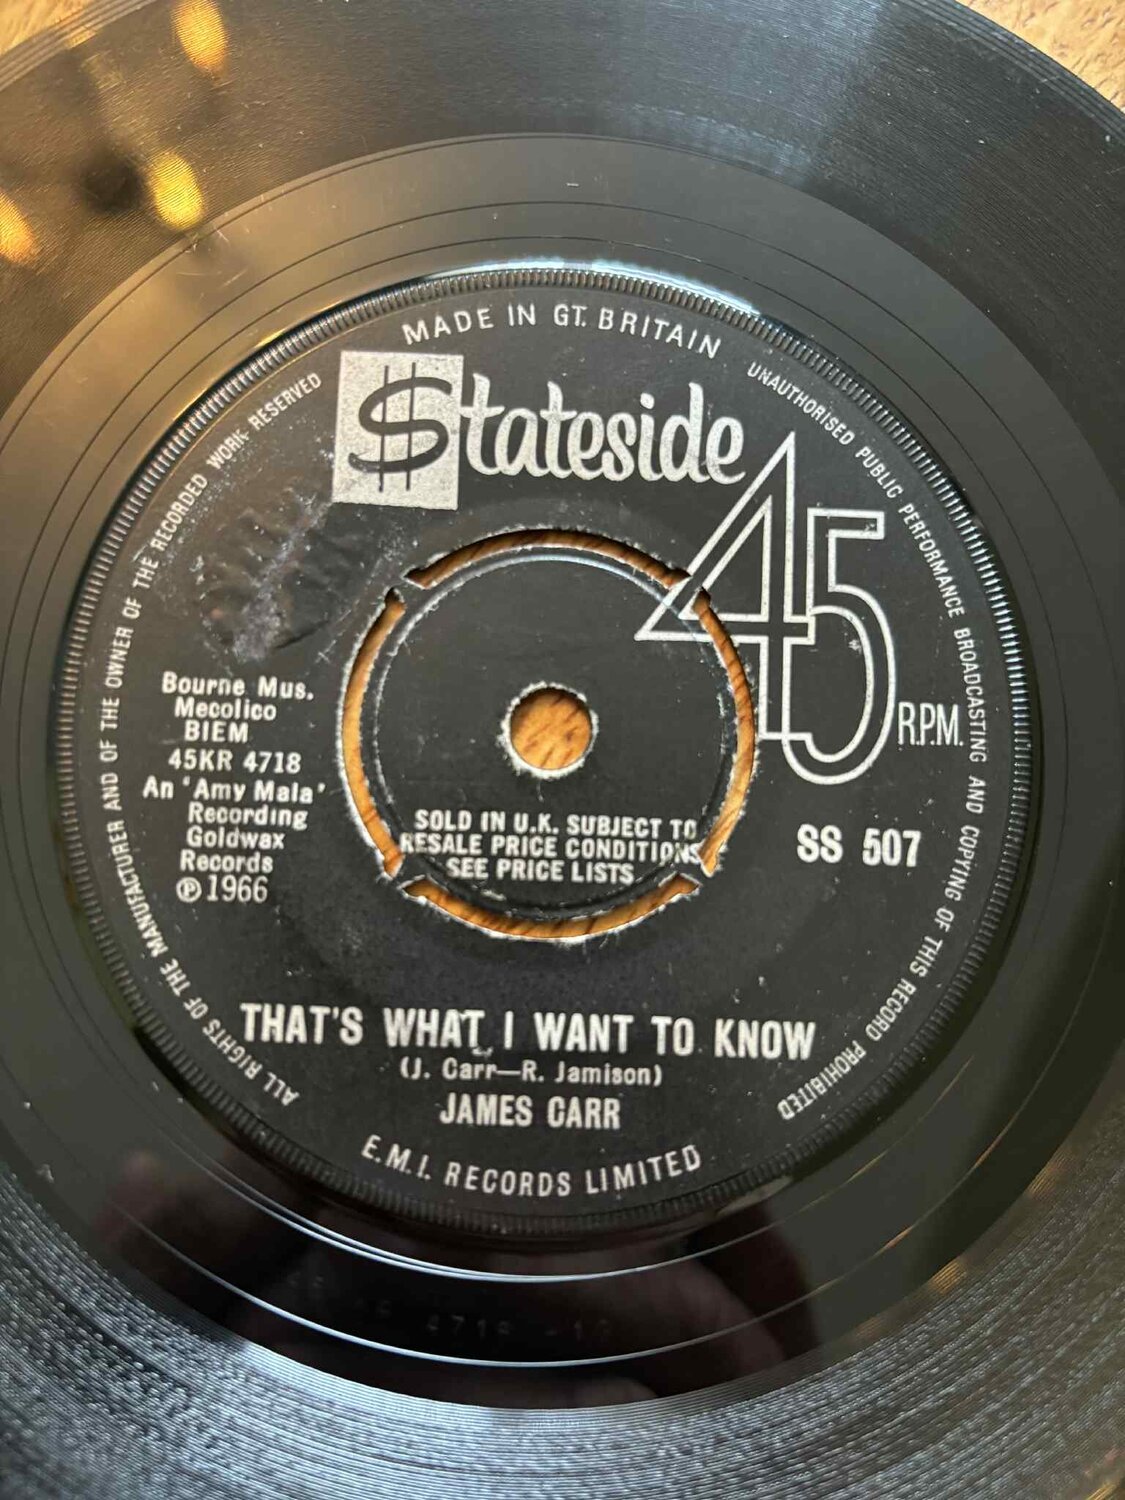 MADE IN GT. BRITAIN
UNAUTHORISED PUBLIC PERFORMANCE BROADCASTING AND COPYING OF THIS RECORD PROHIBITED
ALL RIGHTS OF THE MANUFACTURER AND OF THE OWNER OF THE RECORDED WORK RESERVED
Stateside
45
R.P.M.
Bourne Mus.
Mecolico
BIEM
45KR 4718
An 'Amy Mala'
Recording
Goldwax
Records
℗ 1966
SOLD IN U.K. SUBJECT TO
RESALE PRICE CONDITIONS
SEE PRICE LISTS
SS 507
THAT'S WHAT I WANT TO KNOW
(J. Carr—R. Jamison)
JAMES CARR
E.M.I. RECORDS LIMITED